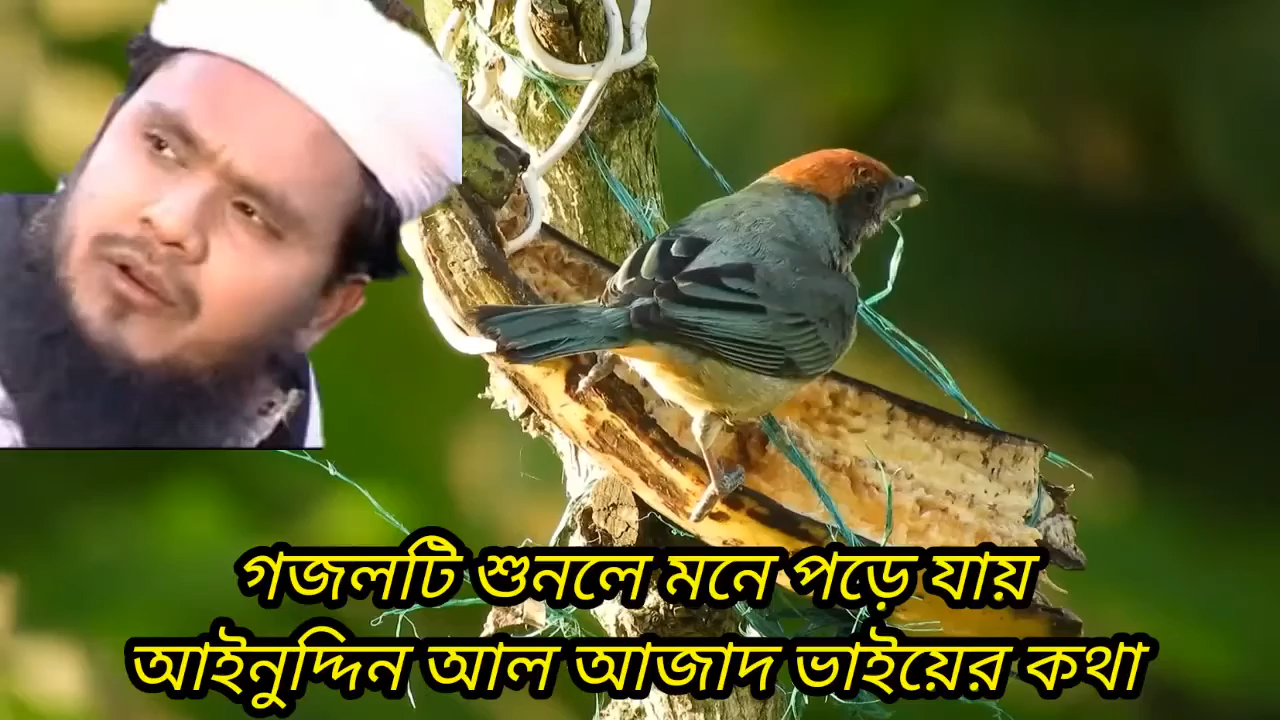 গজলটি শুনলে মনে পড়ে যায়
আইনুদ্দিন আল আজাদ ভাইয়ের কথা